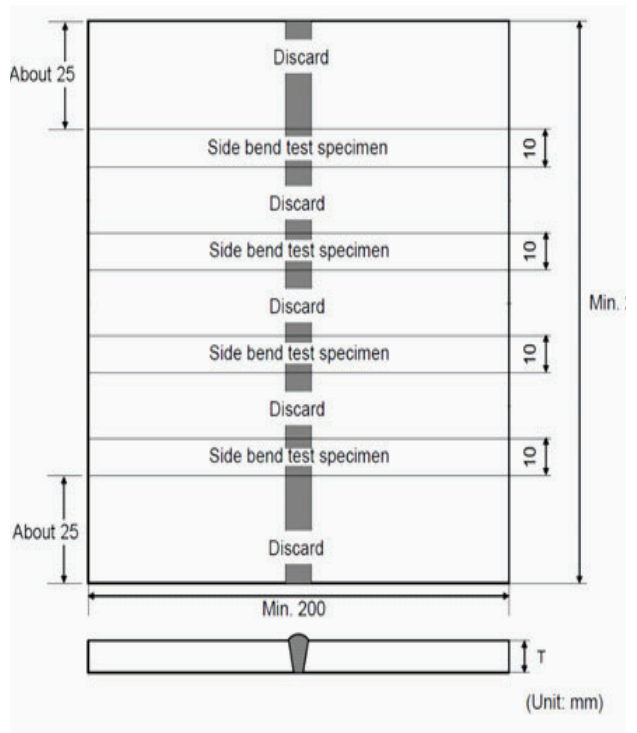 Discard
About 25
Side bend test specimen
10
Discard
Side bend test specimen
10
Discard
Min.
Side bend test specimen
10
Discard
Side bend test specimen
10
About 25
Discard
Min. 200
T
(Unit: mm)